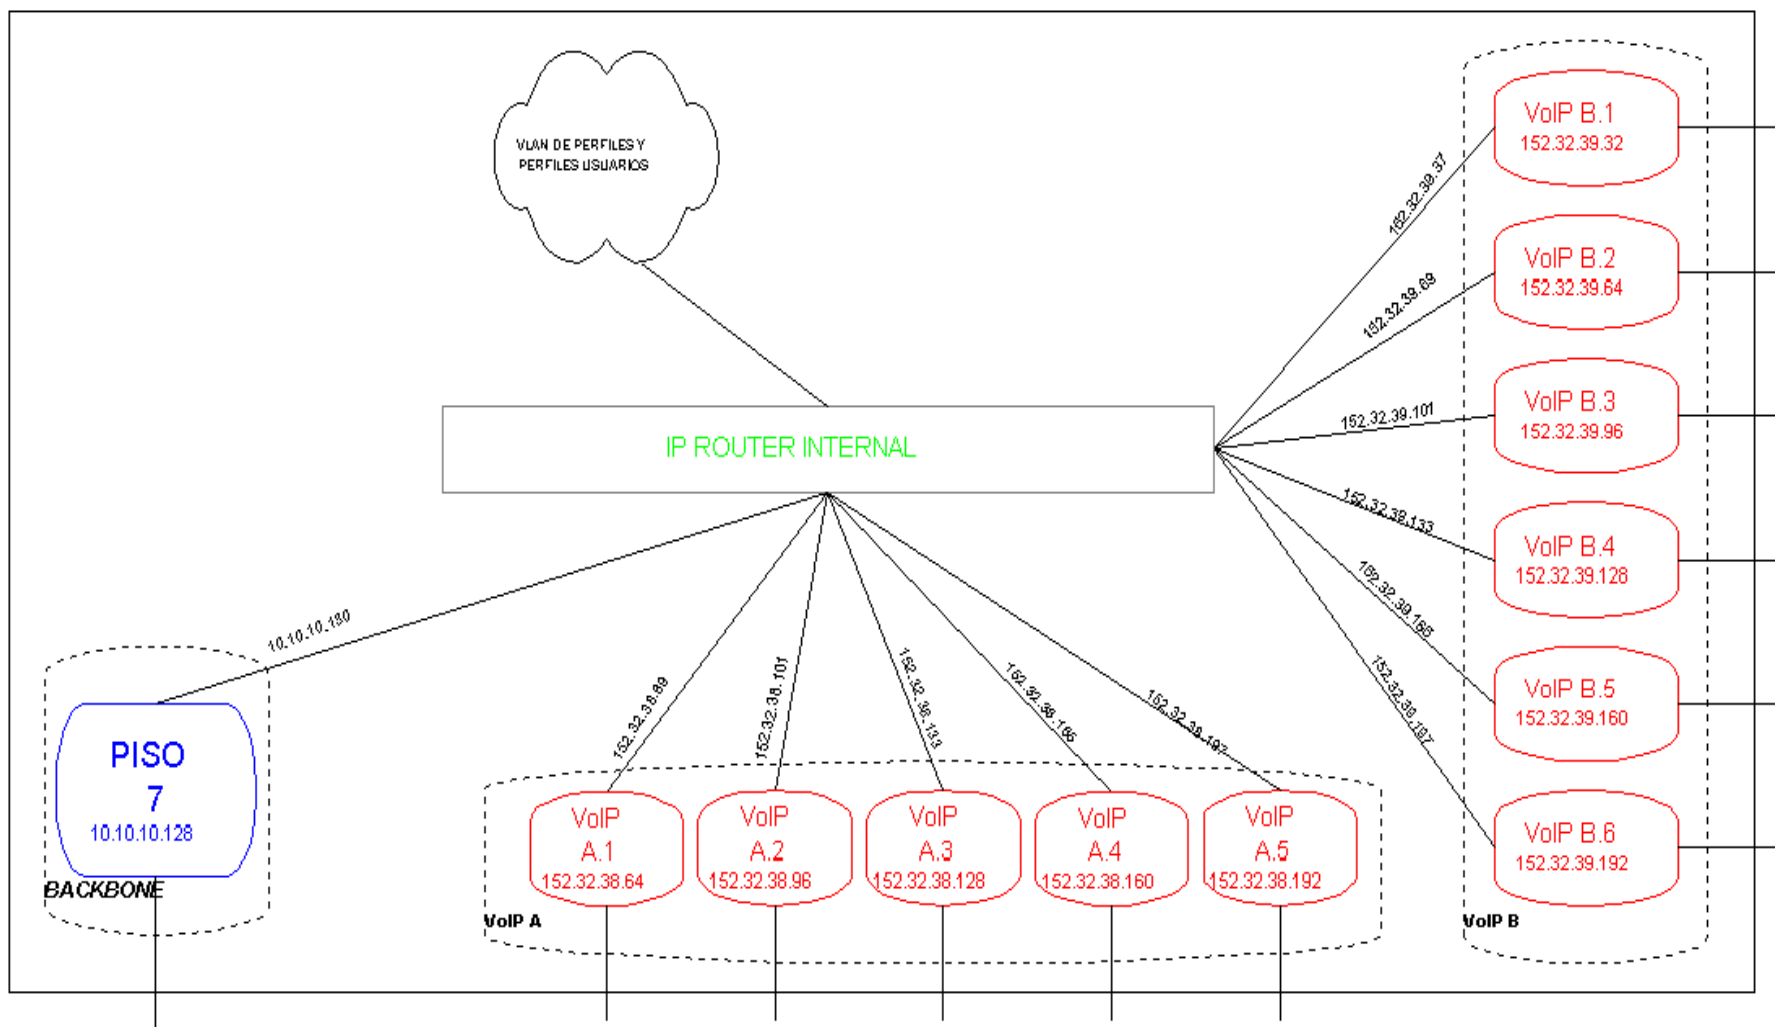 VLAN DE PERFILES Y
PERFILES USUARIOS
IP ROUTER INTERNAL
VoIP B.1
152.32.39.32
VoIP B.2
152.32.39.64
VoIP B.3
152.32.39.96
VoIP B.4
152.32.39.128
VoIP B.5
152.32.39.160
VoIP B.6
152.32.39.192
VoIP B
152.32.39.37
152.32.39.69
152.32.39.101
152.32.39.133
152.32.39.165
152.32.39.197
152.32.38.69
152.32.38.101
152.32.38.133
152.32.38.165
152.32.38.197
PISO
7
10.10.10.128
BACKBONE
VoIP
A.1
152.32.38.64
VoIP
A.2
152.32.38.96
VoIP
A.3
152.32.38.128
VoIP
A.4
152.32.38.160
VoIP
A.5
152.32.38.192
VoIP A